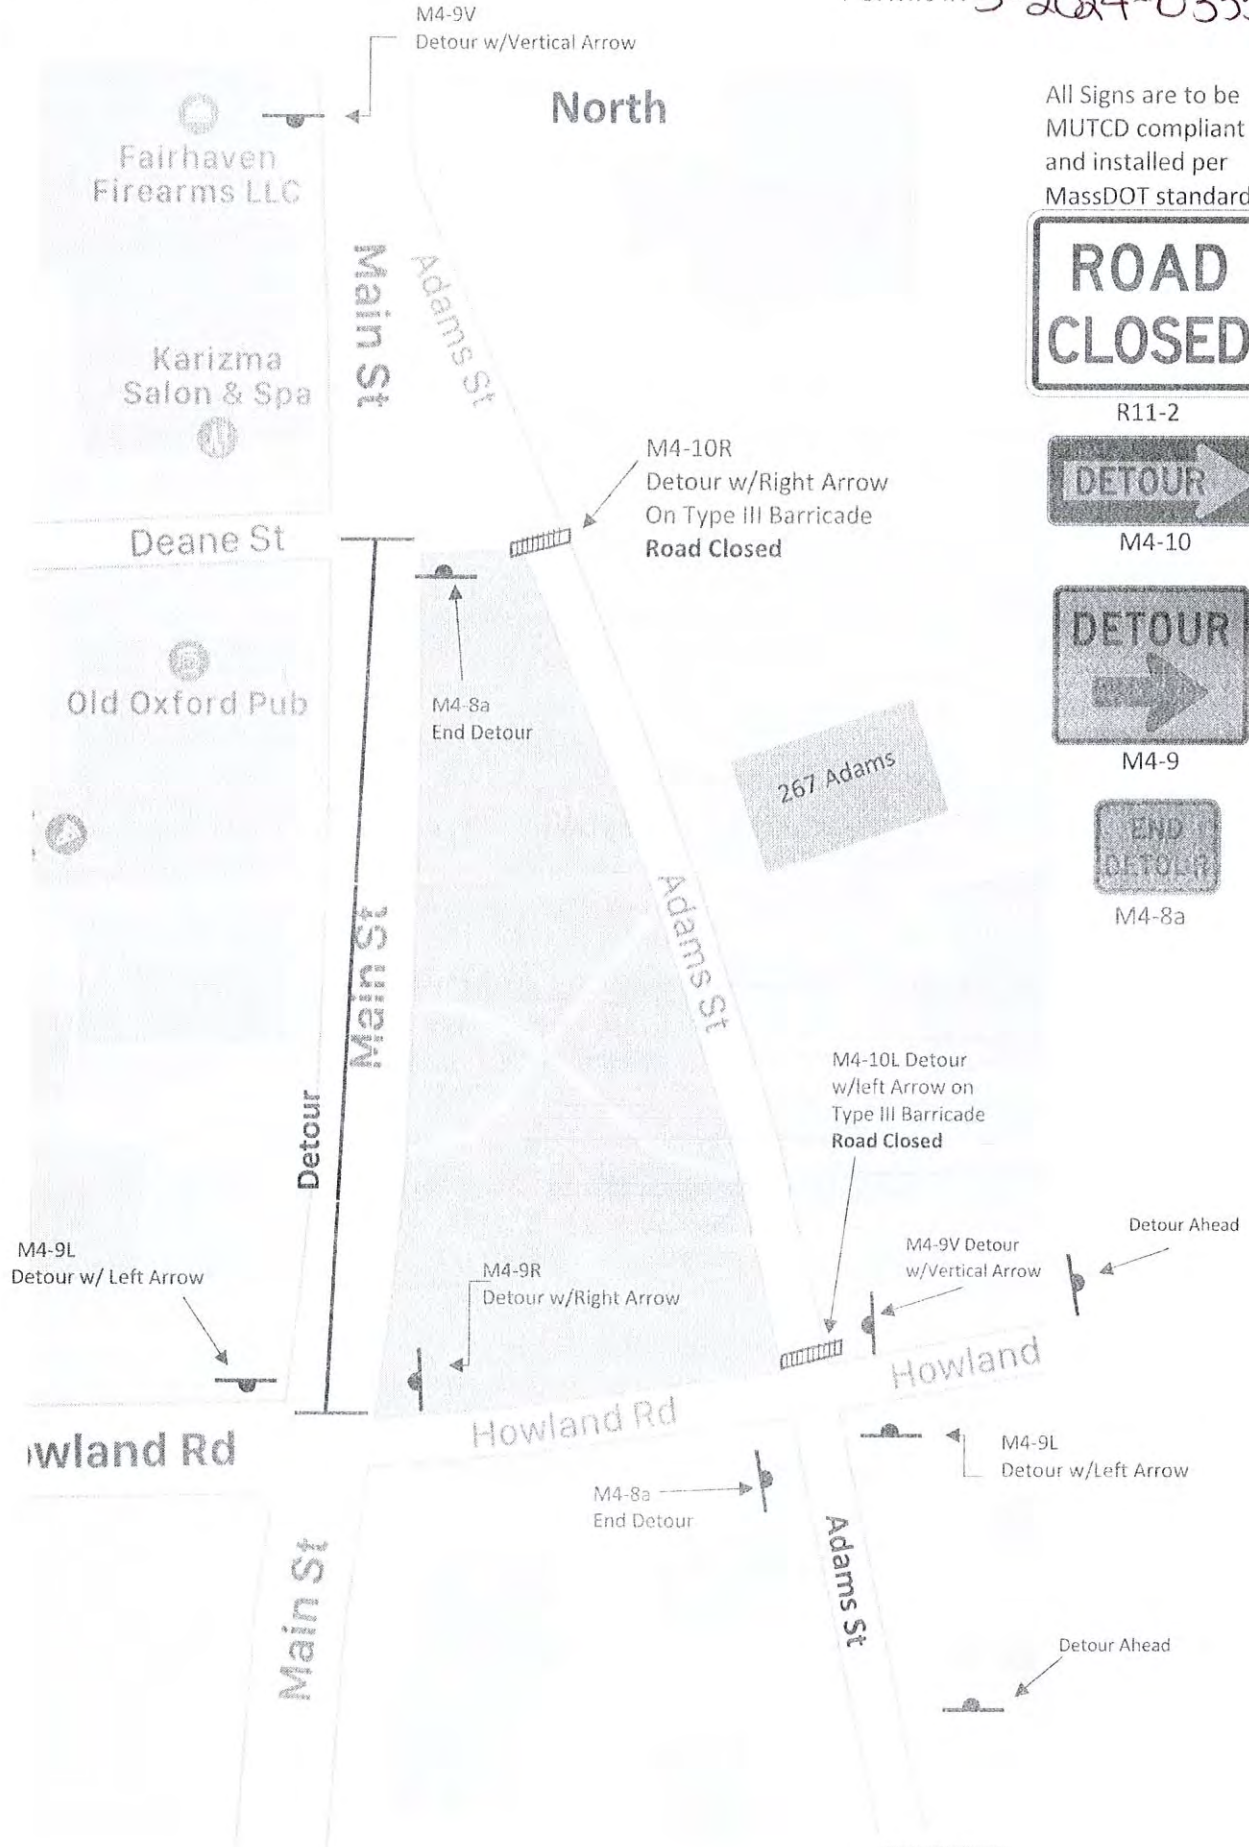 M4-9V
Detour w/Vertical Arrow
North
All Signs are to be
MUTCD compliant
and installed per
MassDOT standard
Fairhaven
Firearms LLC
Main St
Adams St
ROAD
CLOSED
R11-2
Karizma
Salon & Spa
M4-10R
Detour w/Right Arrow
On Type III Barricade
Road Closed
DETOUR
M4-10
Deane St
DETOUR
M4-9
M4-8a
End Detour
Old Oxford Pub
267 Adams
END
DETOUR
M4-8a
Main St
Adams St
Detour
M4-10L Detour
w/left Arrow on
Type III Barricade
Road Closed
M4-9L
Detour w/ Left Arrow
M4-9R
Detour w/Right Arrow
M4-9V Detour
w/Vertical Arrow
Detour Ahead
Howland
Howland Rd
owland Rd
M4-9L
Detour w/Left Arrow
M4-8a
End Detour
Main St
Adams St
Detour Ahead